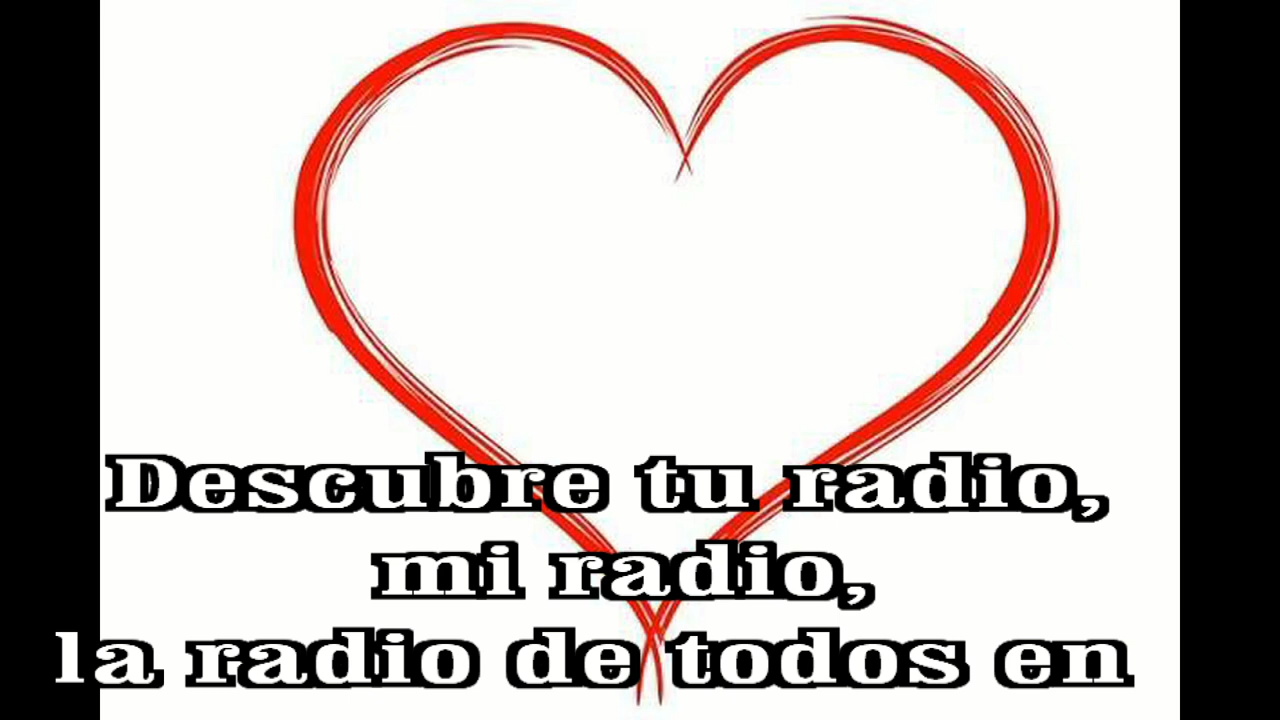 Descubre tu radio,
mi radio,
la radio de todos en